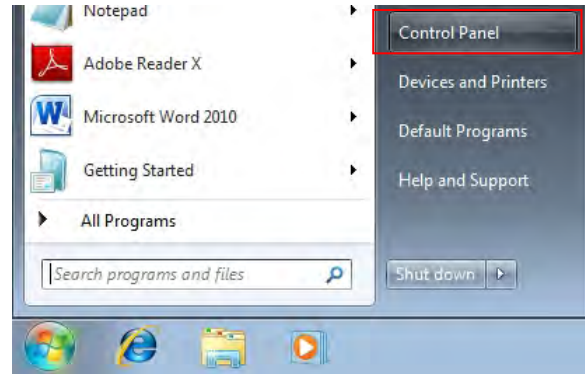 Notepad
Adobe Reader X
Microsoft Word 2010
Getting Started
All Programs
Search programs and files
Control Panel
Devices and Printers
Default Programs
Help and Support
Shut down